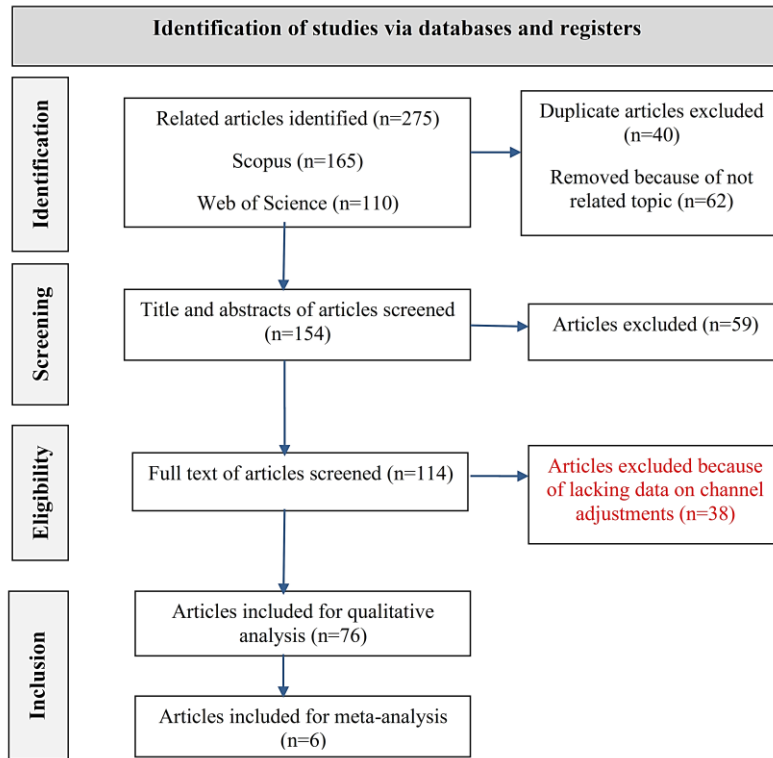 Identification of studies via databases and registers
Identification
Related articles identified (n=275)
Scopus =165
Web of Science (n=110)
Duplicate articles excluded
(n=40)
Removed because of not
related topic (n=62)
Screening
Title and abstracts of articles screened
(n=154)
Articles excluded (n=59)
Eligibility
Full text of articles screened (n=114)
Articles excluded because
of lacking data on channel
adjustments (n=38)
Inclusion
Articles included for qualitative
analysis (n=76)
Articles included for meta-analysis
(n=6)